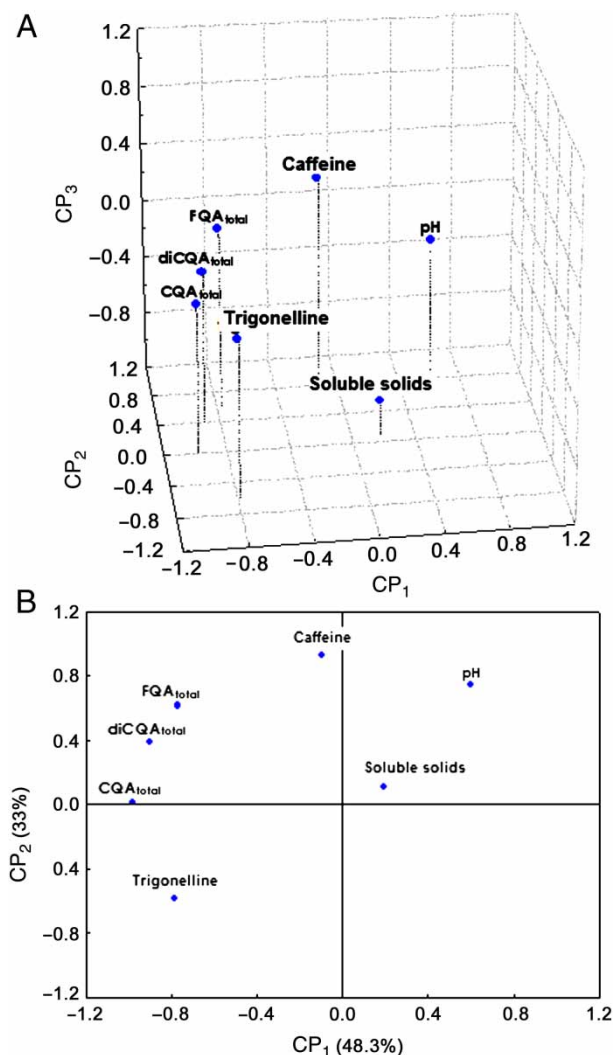 A
1.2
0.8
0.4
0.0
−0.4
−0.8
CP3
1.2
0.8
0.4
0.0
−0.4
−0.8
−1.2
CP2
−1.2
−0.8
−0.4
0.0
0.4
0.8
1.2
CP1
Caffeine
FQAtotal
pH
diCQAtotal
CQAtotal
Trigonelline
Soluble solids
B
1.2
0.8
0.4
0.0
0.4
−0.8
−1.2
CP2 (33%)
Caffeine
FQAtotal
pH
diCQAtotal
Soluble solids
CQAtotal
Trigonelline
−1.2
−0.8
−0.4
0.0
0.4
0.8
1.2
CP1 (48.3%)